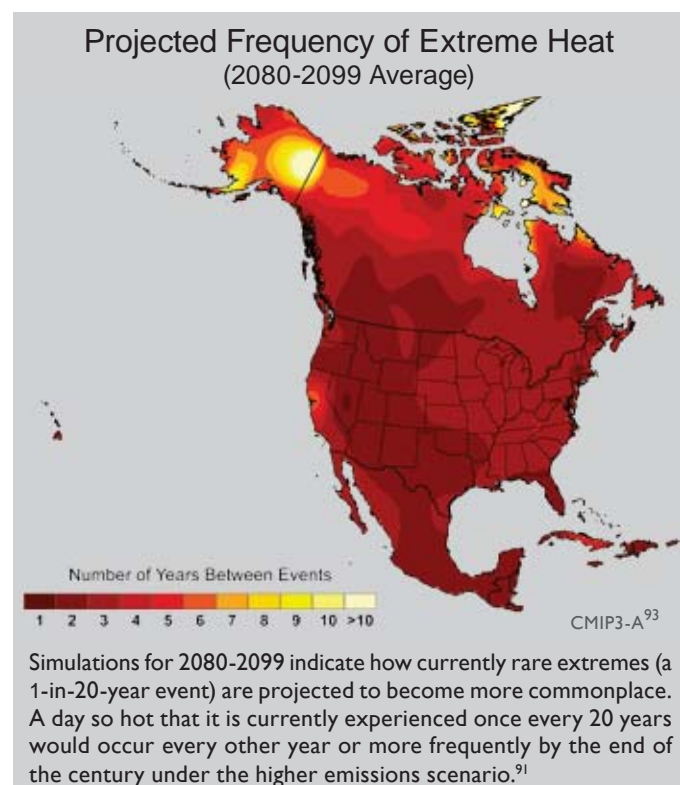 Projected Frequency of Extreme Heat
(2080-2099 Average)
Number of Years Between Events
1 2 3 4 5 6 7 8 9 10 >10
CMIP3-A93
Simulations for 2080-2099 indicate how currently rare extremes (a
1-in-20-year event) are projected to become more commonplace.
A day so hot that it is currently experienced once every 20 years
would occur every other year or more frequently by the end of
the century under the higher emissions scenario.91